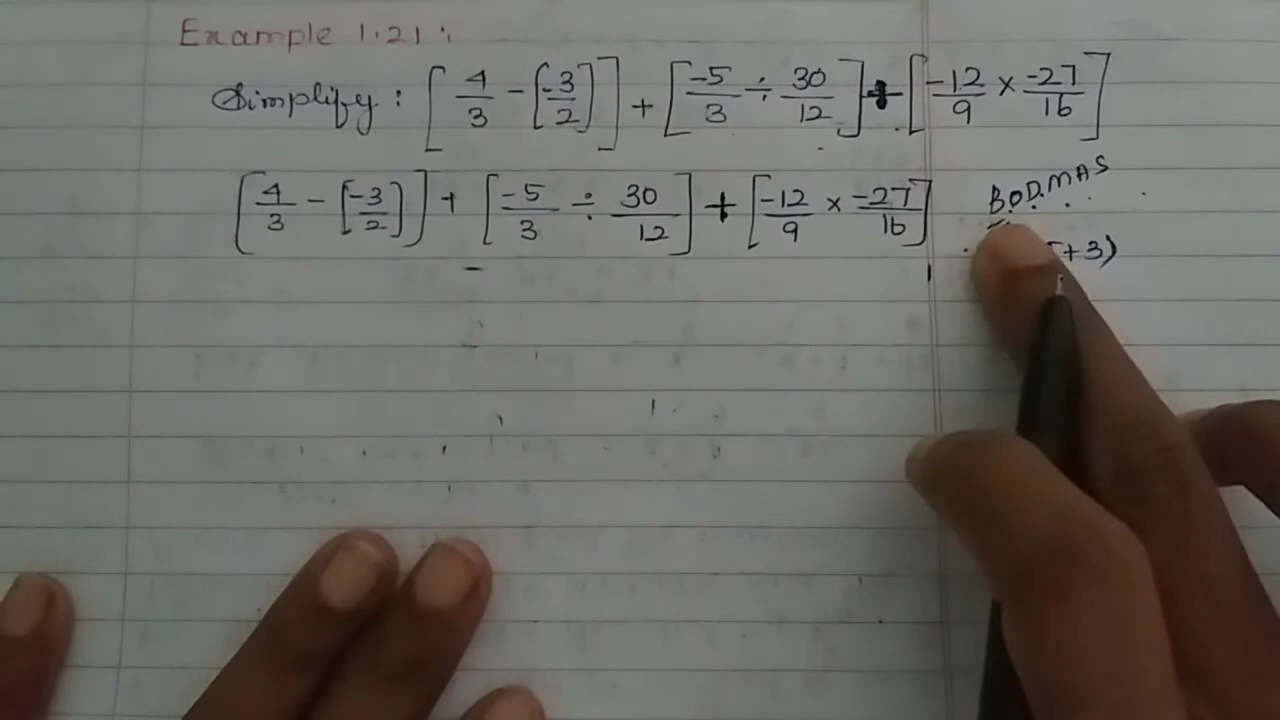 Example 1.21:
Simplify: [4/3 - [-3/2]] + [-5/3 ÷ 30/12] + [-12/9 × -27/16]
[4/3 - [-3/2]] + [-5/3 ÷ 30/12] + [-12/9 × -27/16]
BODMAS
+3)